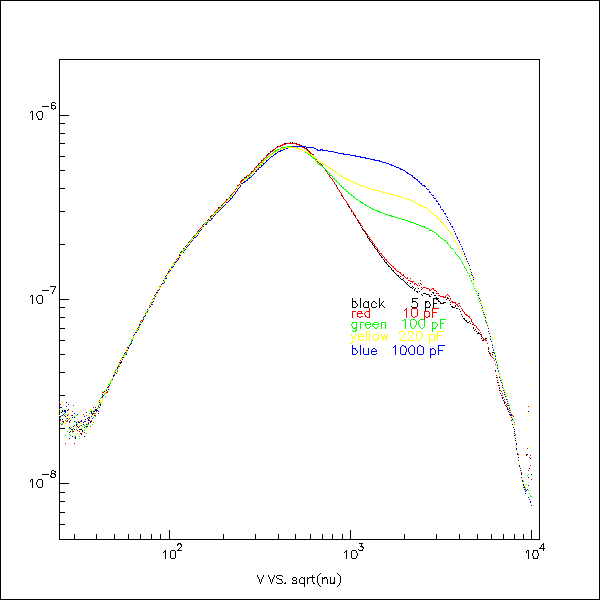 10-6
10-7
10-8
black 5 pF
red 10 pF
green 100 pF
yellow 220 pF
blue 1000 pF
102 103 104
V VS. sqrt(nu)